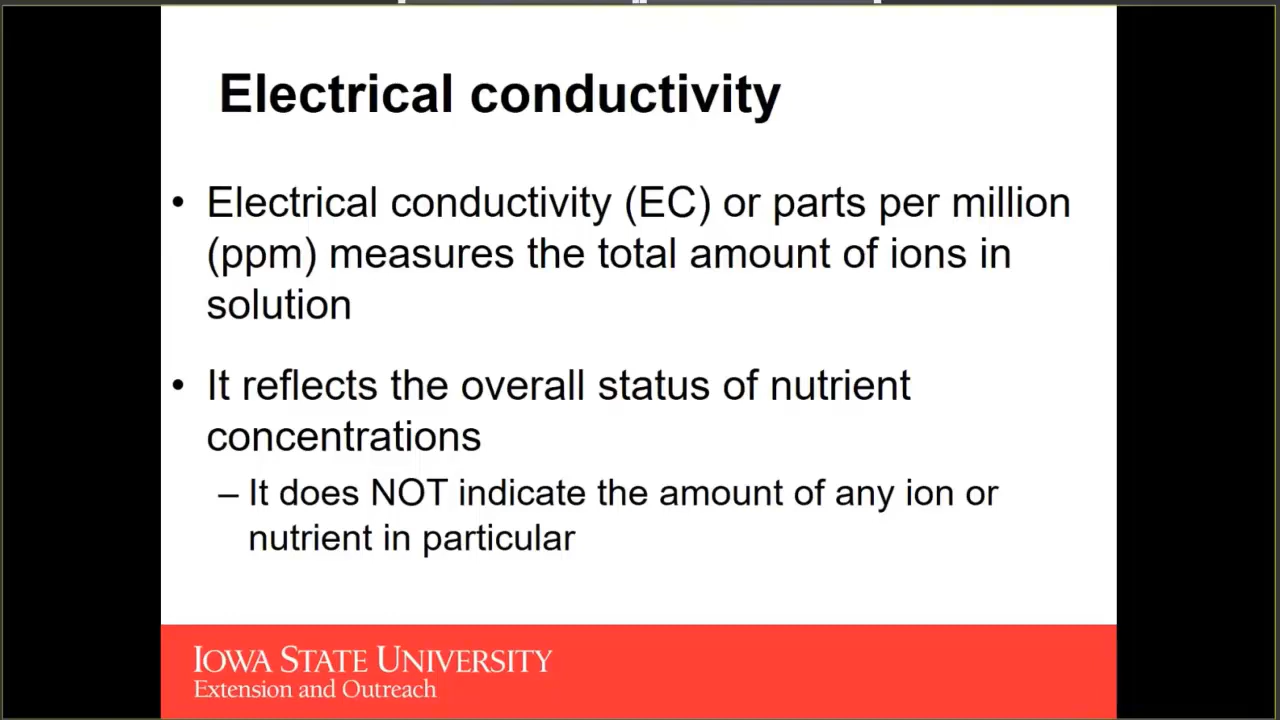 Electrical conductivity
• Electrical conductivity (EC) or parts per million
(ppm) measures the total amount of ions in
solution
• It reflects the overall status of nutrient
concentrations
– It does NOT indicate the amount of any ion or
nutrient in particular
IOWA STATE UNIVERSITY
Extension and Outreach